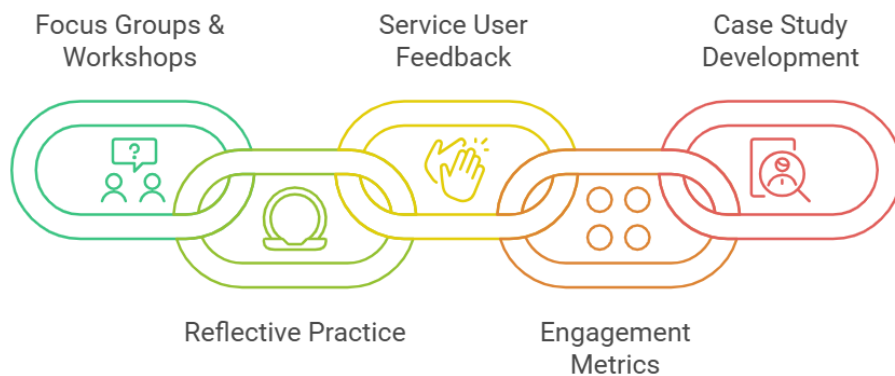 Focus Groups &
Workshops
Service User
Feedback
Case Study
Development
?
Reflective Practice
Engagement
Metrics